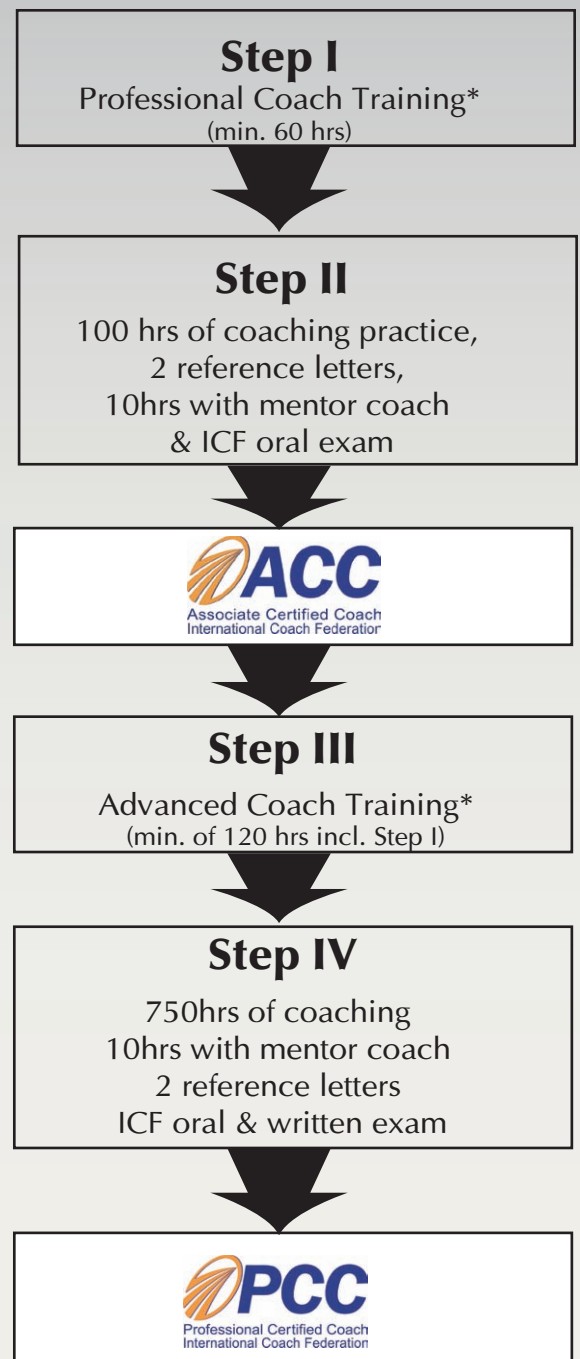 Step I
Professional Coach Training*
(min. 60 hrs)
Step II
100 hrs of coaching practice,
2 reference letters,
10hrs with mentor coach
& ICF oral exam
ACC
Associate Certified Coach
International Coach Federation
Step III
Advanced Coach Training*
(min. of 120 hrs incl. Step I)
Step IV
750hrs of coaching
10hrs with mentor coach
2 reference letters
ICF oral & written exam
PCC
Professional Certified Coach
International Coach Federation